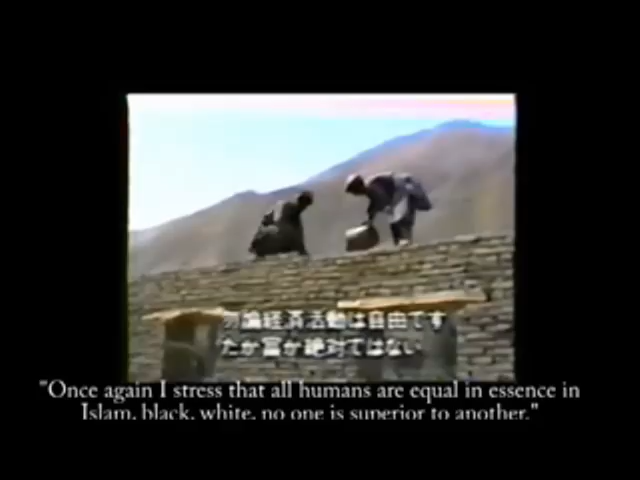 勿論経済活動は自由です
だが富が絶対ではない
"Once again I stress that all humans are equal in essence in
Islam, black, white, no one is superior to another."